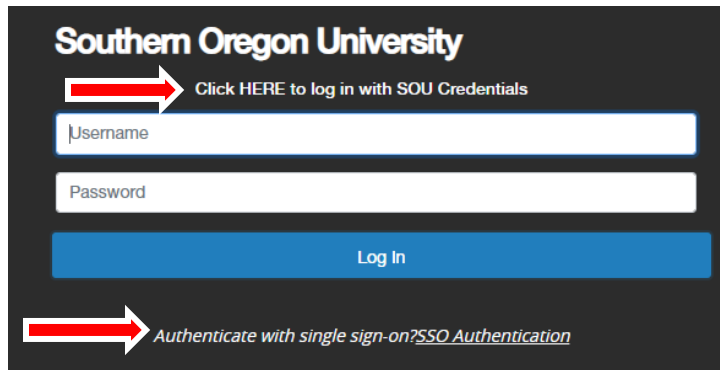 Southern Oregon University
Click HERE to log in with SOU Credentials
Username
Password
Log In
Authenticate with single sign-on?SSO Authentication